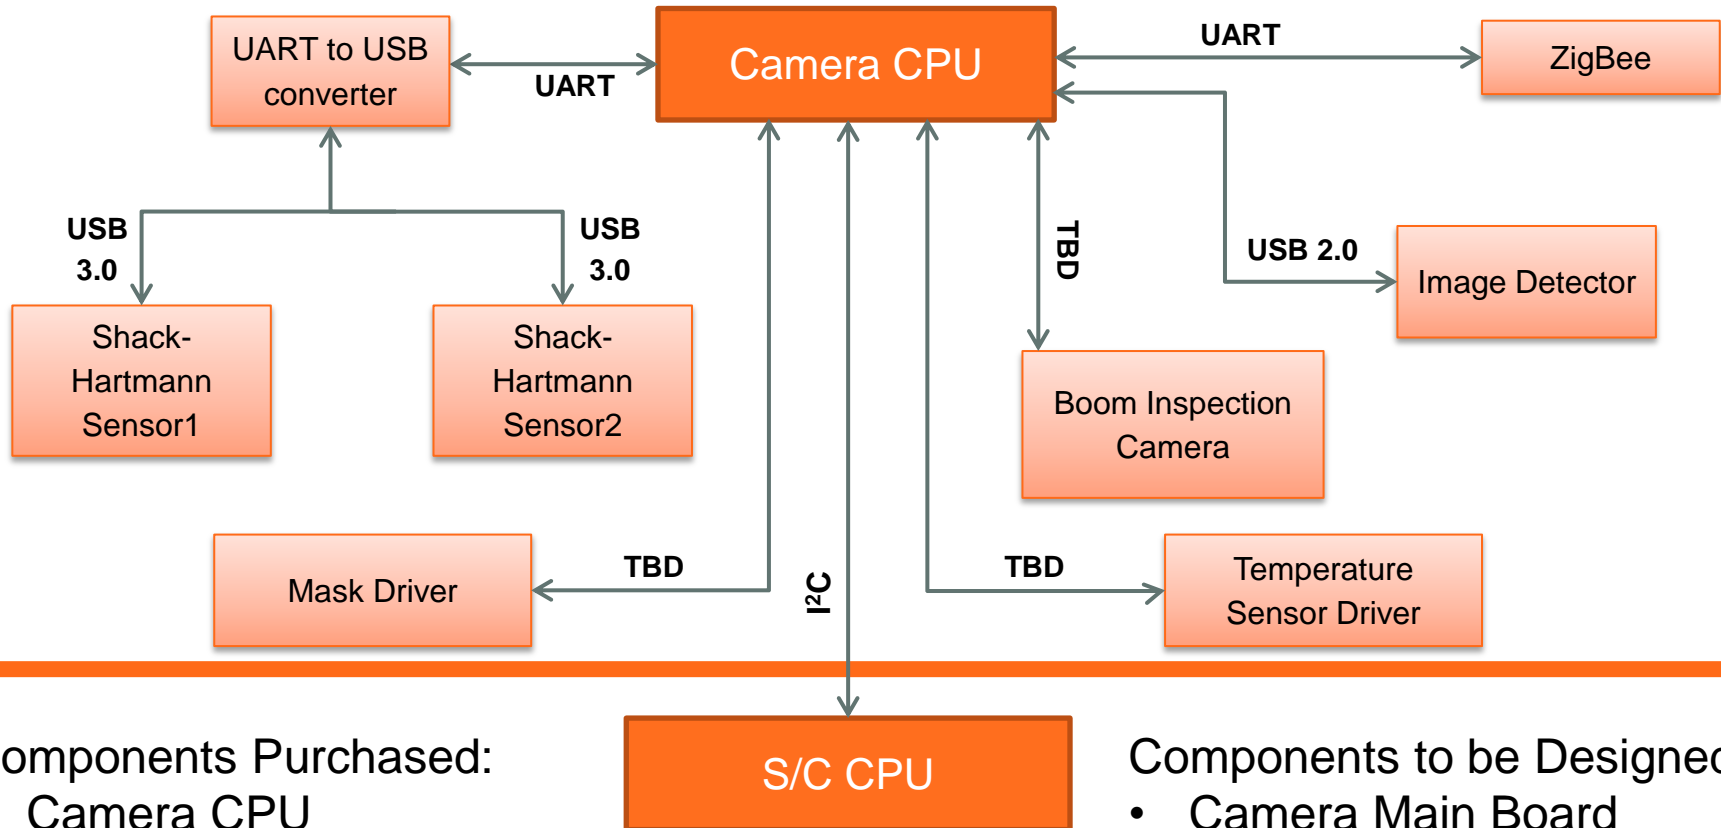 UART to USB
converter
UART
Camera CPU
UART
ZigBee
USB
3.0
USB
3.0
TBD
USB 2.0
Image Detector
Shack-
Hartmann
Sensor1
Shack-
Hartmann
Sensor2
Boom Inspection
Camera
Mask Driver
TBD
I²C
TBD
Temperature
Sensor Driver
omponents Purchased:
Camera CPU
S/C CPU
Components to be Designed
• Camera Main Board